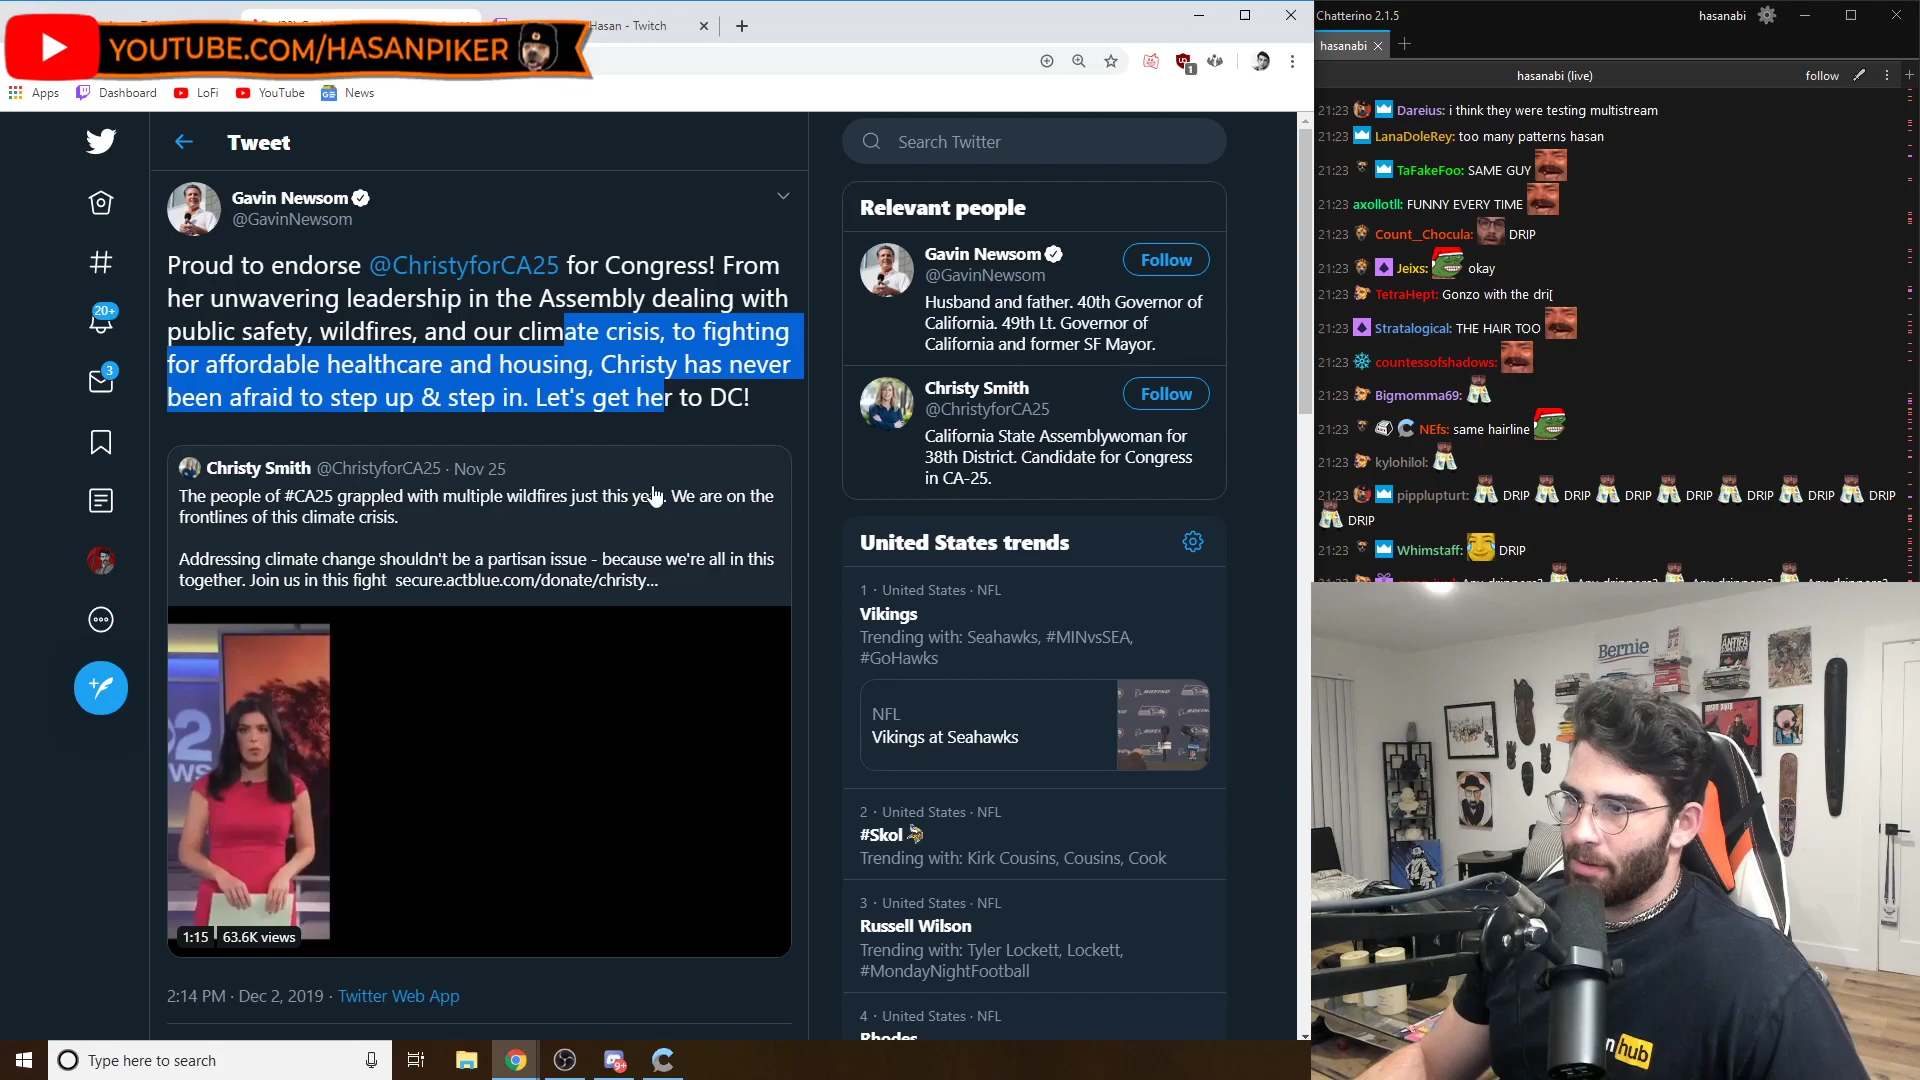 YOUTUBE.COM/HASANPIKER
Hasan - Twitch
Apps
Dashboard
LoFi
YouTube
News
Tweet
Search Twitter
Gavin Newsom
@GavinNewsom
Proud to endorse @ChristyforCA25 for Congress! From
her unwavering leadership in the Assembly dealing with
public safety, wildfires, and our climate crisis, to fighting
for affordable healthcare and housing, Christy has never
been afraid to step up & step in. Let's get her to DC!
20+
3
Christy Smith @ChristyforCA25 · Nov 25
The people of #CA25 grappled with multiple wildfires just this year. We are on the
frontlines of this climate crisis.
Addressing climate change shouldn't be a partisan issue - because we're all in this
together. Join us in this fight secure.actblue.com/donate/christy...
1:15
63.6K views
2:14 PM · Dec 2, 2019 · Twitter Web App
Relevant people
Gavin Newsom
@GavinNewsom
Follow
Husband and father. 40th Governor of
California. 49th Lt. Governor of
California and former SF Mayor.
Christy Smith
@ChristyforCA25
Follow
California State Assemblywoman for
38th District. Candidate for Congress
in CA-25.
United States trends
1 · United States · NFL
Vikings
Trending with: Seahawks, #MINvsSEA,
#GoHawks
NFL
Vikings at Seahawks
2 · United States · NFL
#Skol
Trending with: Kirk Cousins, Cousins, Cook
3 · United States · NFL
Russell Wilson
Trending with: Tyler Lockett, Lockett,
#MondayNightFootball
4 · United States · NFL
Rhodes
Type here to search
Chatterino 2.1.5
hasanabi
hasanabi
hasanabi (live)
follow
21:23 Dareius: i think they were testing multistream
21:23 LanaDoleRey: too many patterns hasan
21:23 TaFakeFoo: SAME GUY
21:23 axollotll: FUNNY EVERY TIME
21:23 Count__Chocula: DRIP
21:23 Jeixs: okay
21:23 TetraHept: Gonzo with the dri[
21:23 Stratalogical: THE HAIR TOO
21:23 countessofshadows:
21:23 Bigmomma69:
21:23 NEfs: same hairline
21:23 kylohilol:
21:23 pipplupturt: DRIP DRIP DRIP DRIP DRIP DRIP DRIP
DRIP
21:23 Whimstaff: DRIP
Bernie
ANTIFA
hub